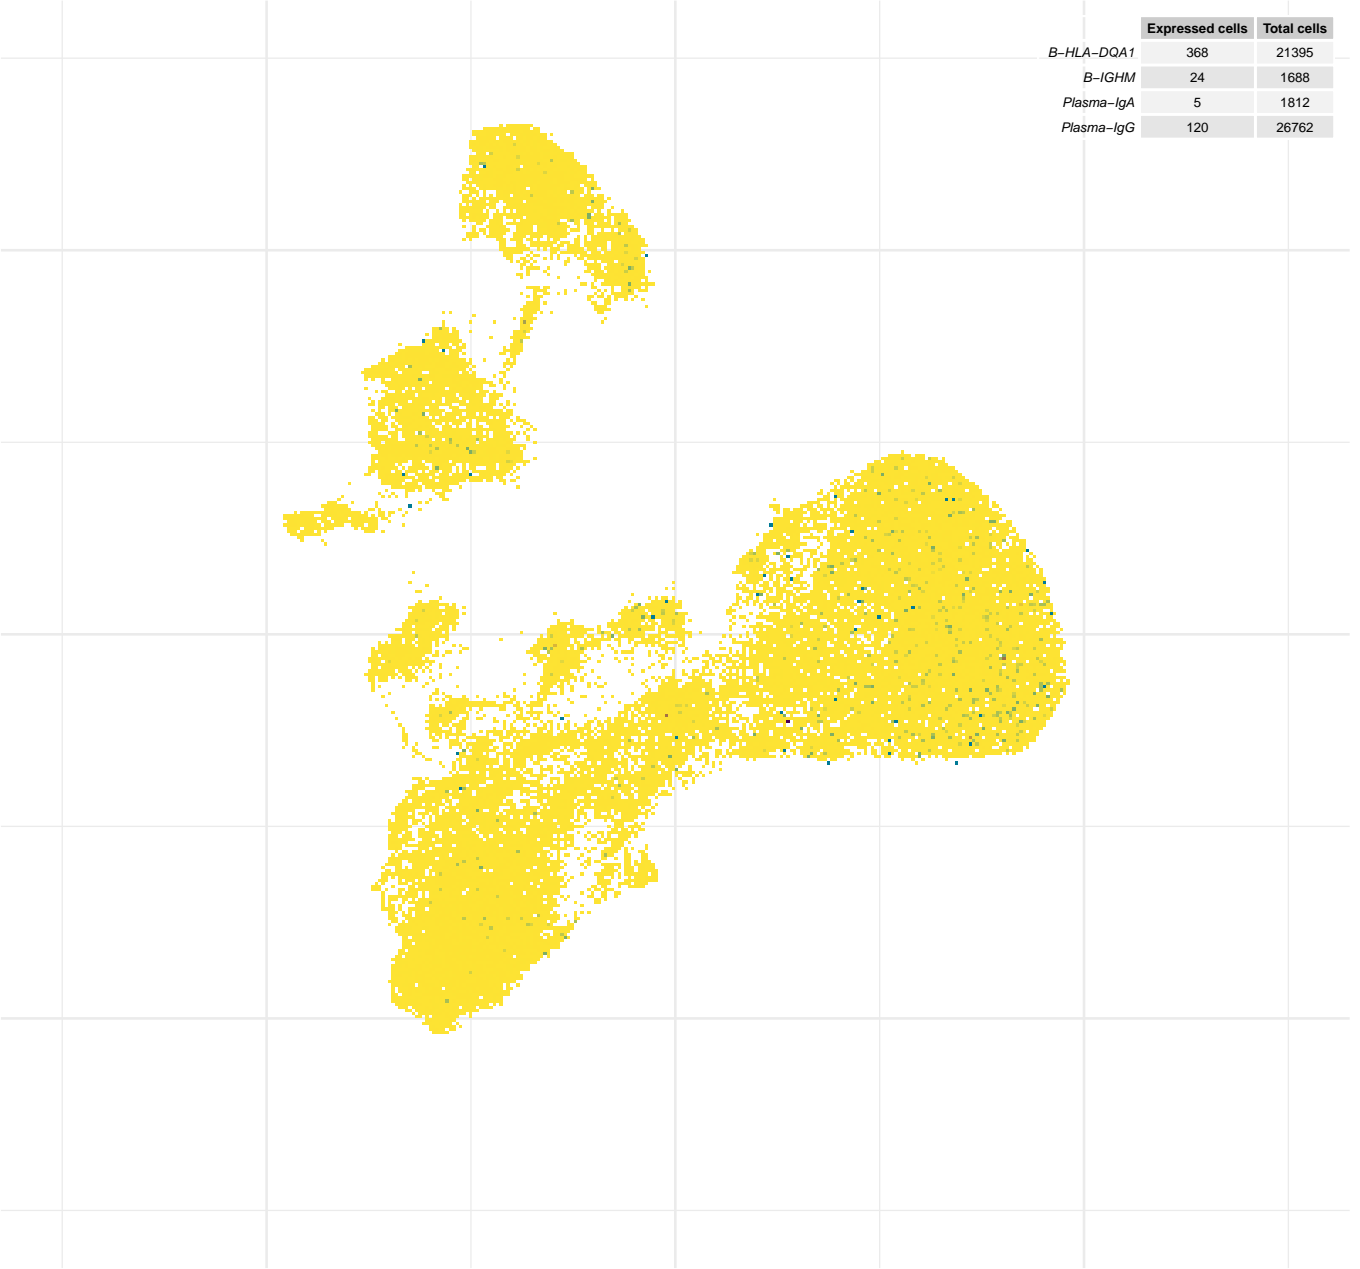 Expressed cells Total cells
B−HLA−DQA1 368 21395
B−IGHM 24 1688
Plasma−IgA 5 1812
Plasma−IgG 120 26762